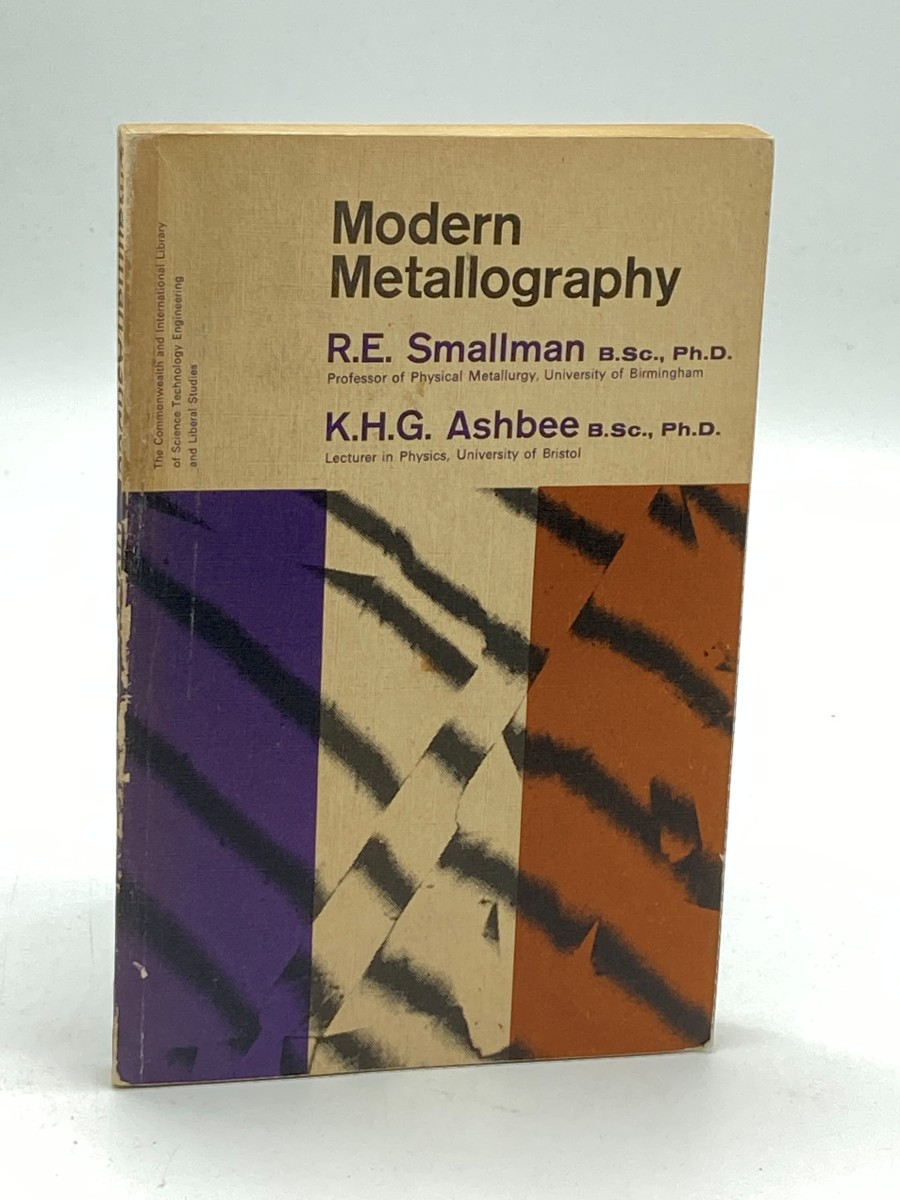 Modern
Metallography
R.E. Smallman B.Sc., Ph.D.
Professor of Physical Metallurgy, University of Birmingham
K.H.G. Ashbee B.Sc., Ph.D.
Lecturer in Physics, University of Bristol
The Commonwealth and International Library
of Science Technology Engineering
and Liberal Studies